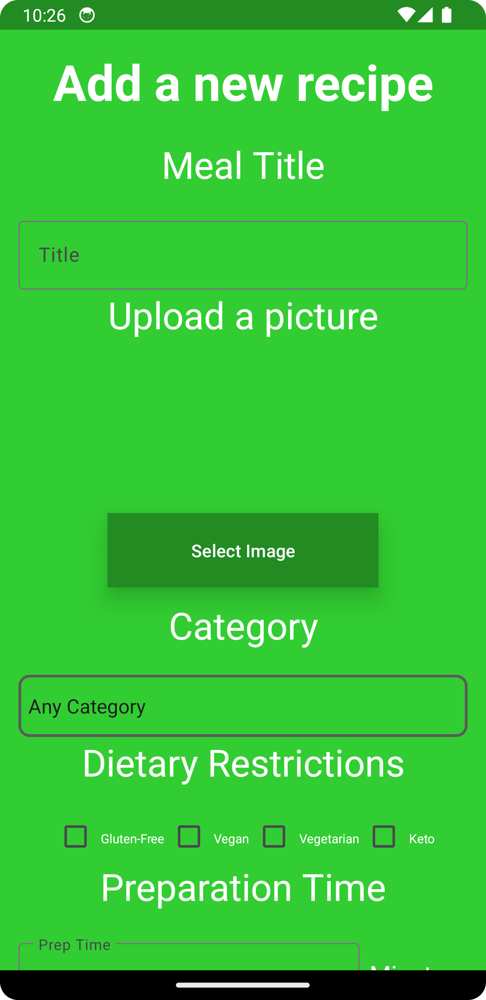 10:26
Add a new recipe
Meal Title
Title
Upload a picture
Select Image
Category
Any Category
Dietary Restrictions
Gluten-Free Vegan Vegetarian Keto
Preparation Time
Prep Time